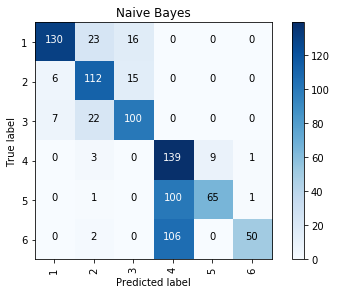 Naive Bayes
True label
1 130 23 16 0 0 0
2 6 112 15 0 0 0
3 7 22 100 0 0 0
4 0 3 0 139 9 1
5 0 1 0 100 65 1
6 0 2 0 106 0 50
1 2 3 4 5 6
Predicted label
120
100
80
60
40
20
0